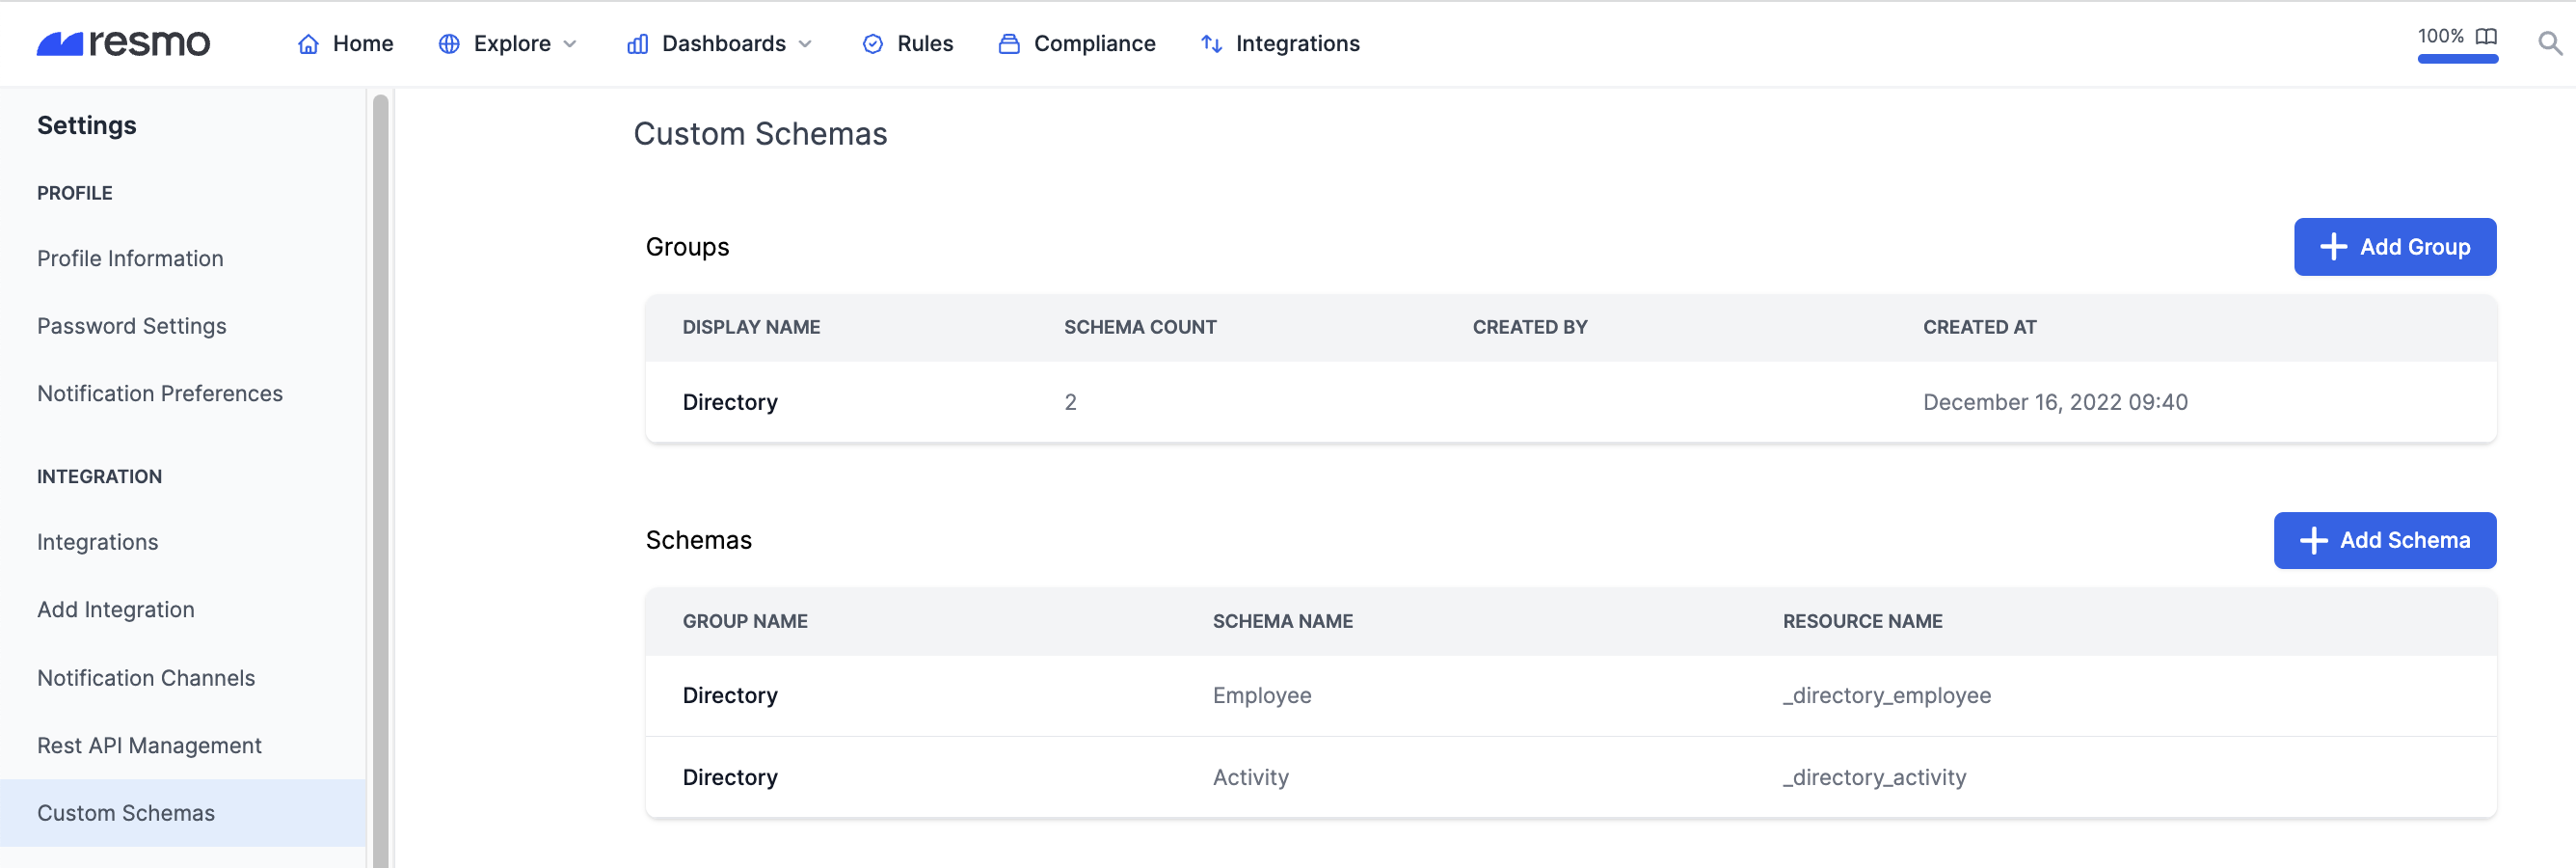 resmo Home Explore Dashboards Rules Compliance Integrations 100%
Settings
PROFILE
Profile Information
Password Settings
Notification Preferences
INTEGRATION
Integrations
Add Integration
Notification Channels
Rest API Management
Custom Schemas
Custom Schemas
Groups
Add Group
DISPLAY NAME SCHEMA COUNT CREATED BY CREATED AT
Directory 2 December 16, 2022 09:40
Schemas
Add Schema
GROUP NAME SCHEMA NAME RESOURCE NAME
Directory Employee _directory_employee
Directory Activity _directory_activity